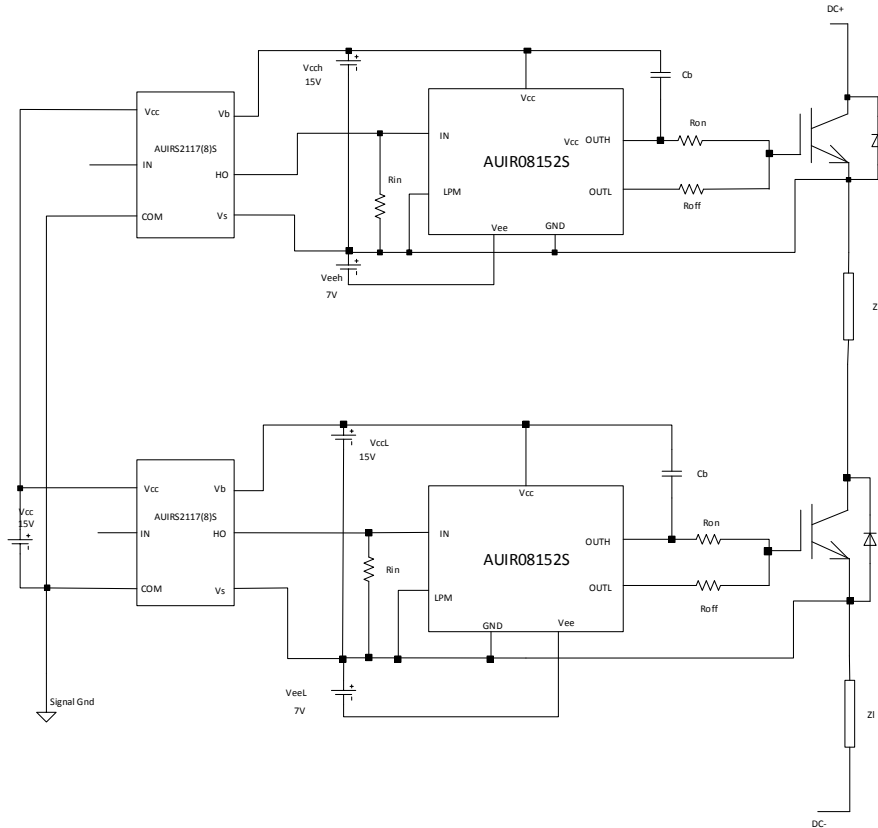 DC+
Vcch
15V
Cb
Vcc
Vb
Vcc
AUIRS2117(8)S
Ron
IN
Vcc
OUTH
IN
AUIR08152S
HO
LPM
OUTL
Rin
Roff
COM
Vs
GND
Vee
Veeh
7V
Z
VccL
15V
Cb
Vcc
Vb
Vcc
Vcc
15V
AUIRS2117(8)S
Ron
IN
HO
IN
OUTH
AUIR08152S
Rin
OUTL
LPM
COM
Vs
Roff
GND
Vee
VeeL
7V
Signal Gnd
Zl
DC-